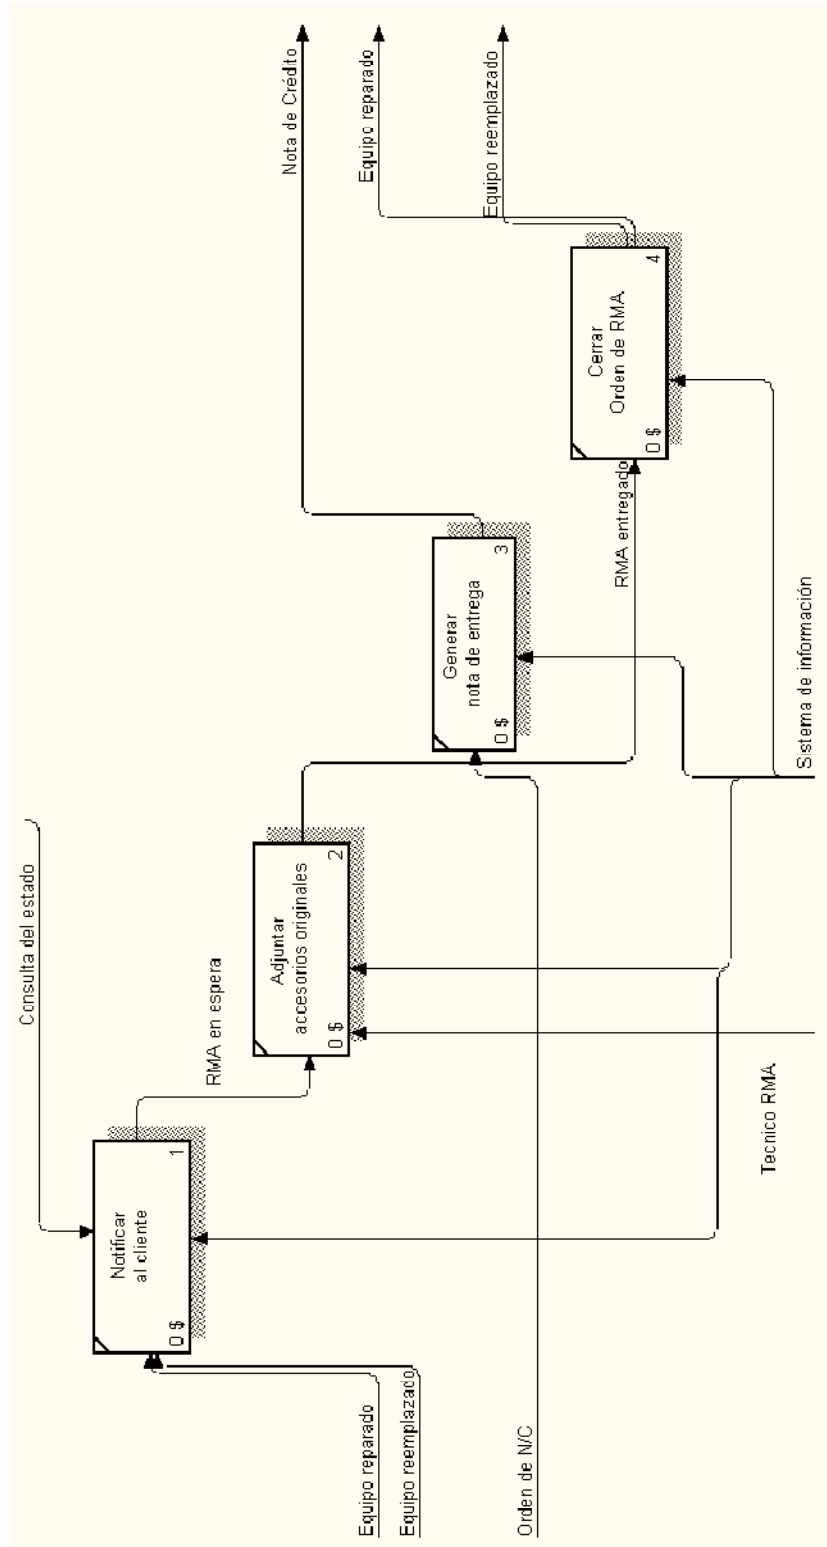 Consulta del estado
Equipo reparado
Equipo reemplazado
Orden de N/C
Notificar
al cliente
0 $
1
RMA en espera
Adjuntar
accesorios originales
0 $
2
Generar
nota de entrega
0 $
3
RMA entregado
Cerrar
Orden de RMA
0 $
4
Nota de Crédito
Equipo reparado
Equipo reemplazado
Tecnico RMA
Sistema de información